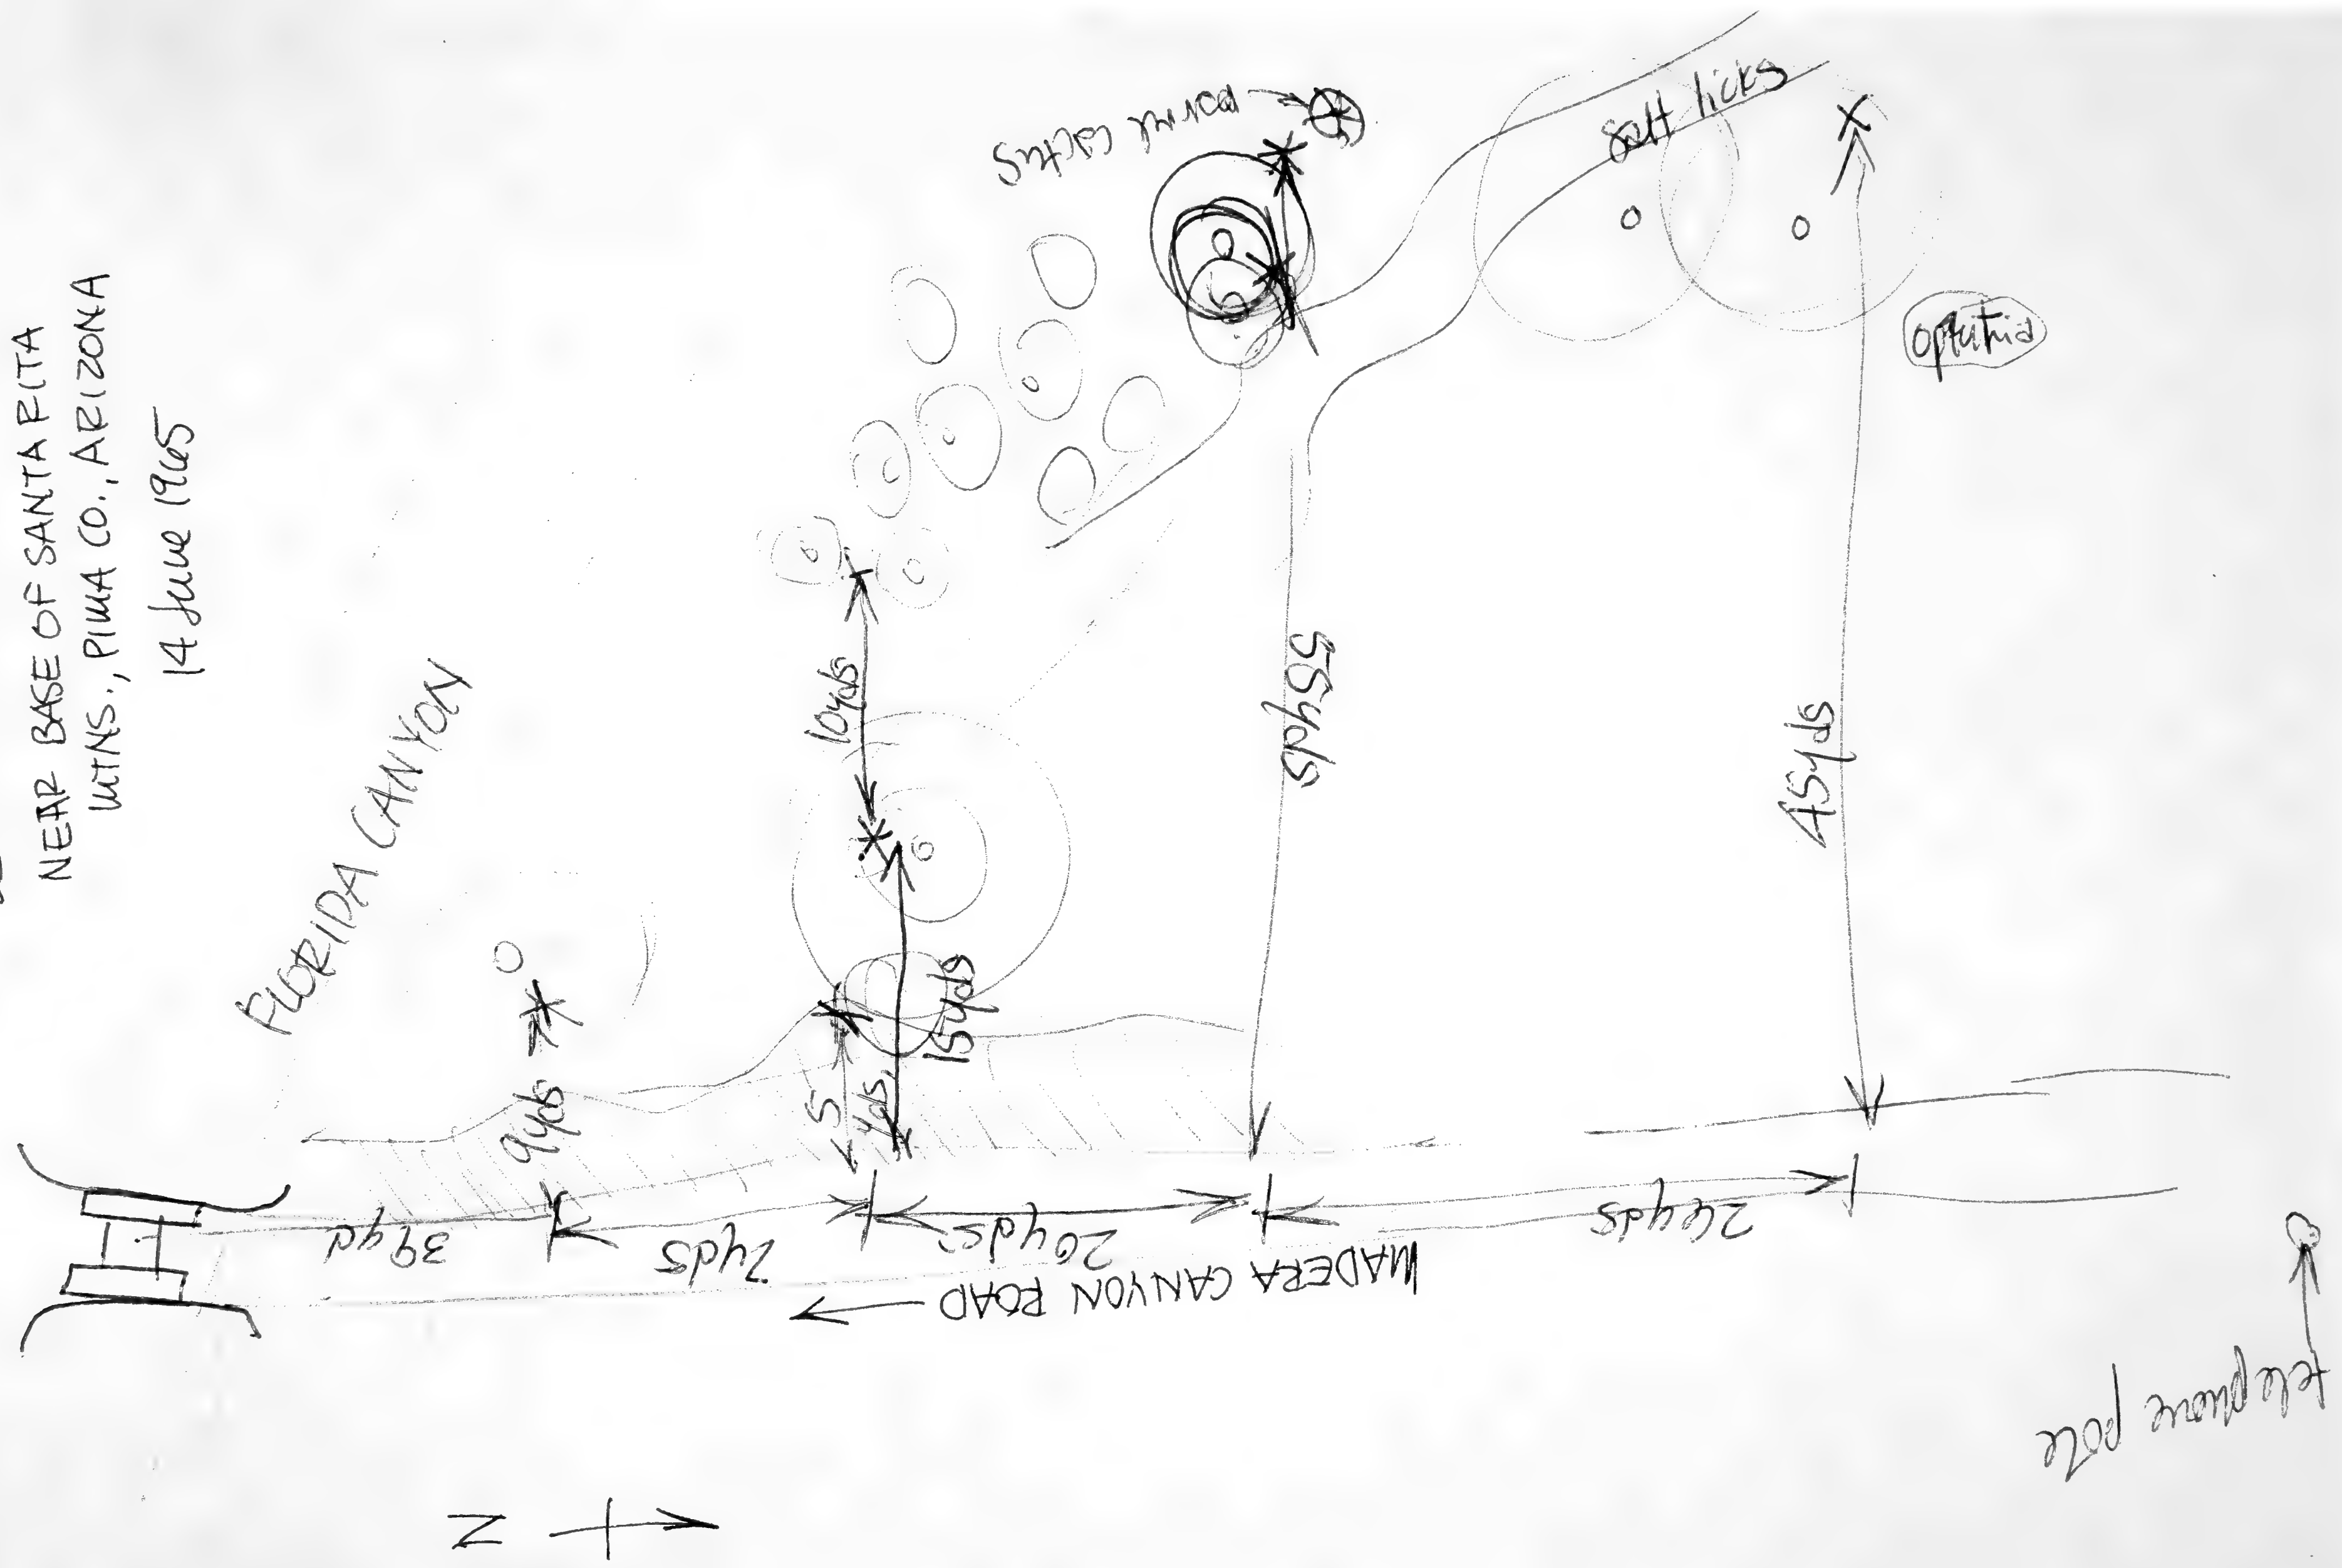 NEAR BASE OF SANTA RITA
MTNS., PIMA CO., ARIZONA
14 June 1965
FLORIDA CANYON
barrel cactus
salt licks
opuntia
10yds
55yds
45yds
15yds
5
yds.
9yds
39yd
7yds
20yds
26yds
MADERA CANYON ROAD
telephone pole
N